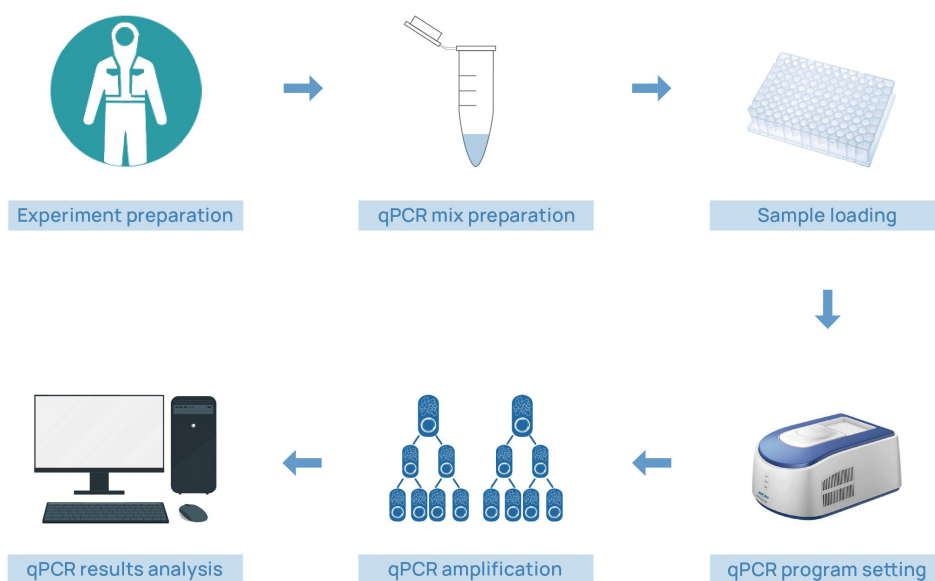 Experiment preparation
qPCR mix preparation
Sample loading
qPCR program setting
qPCR amplification
qPCR results analysis